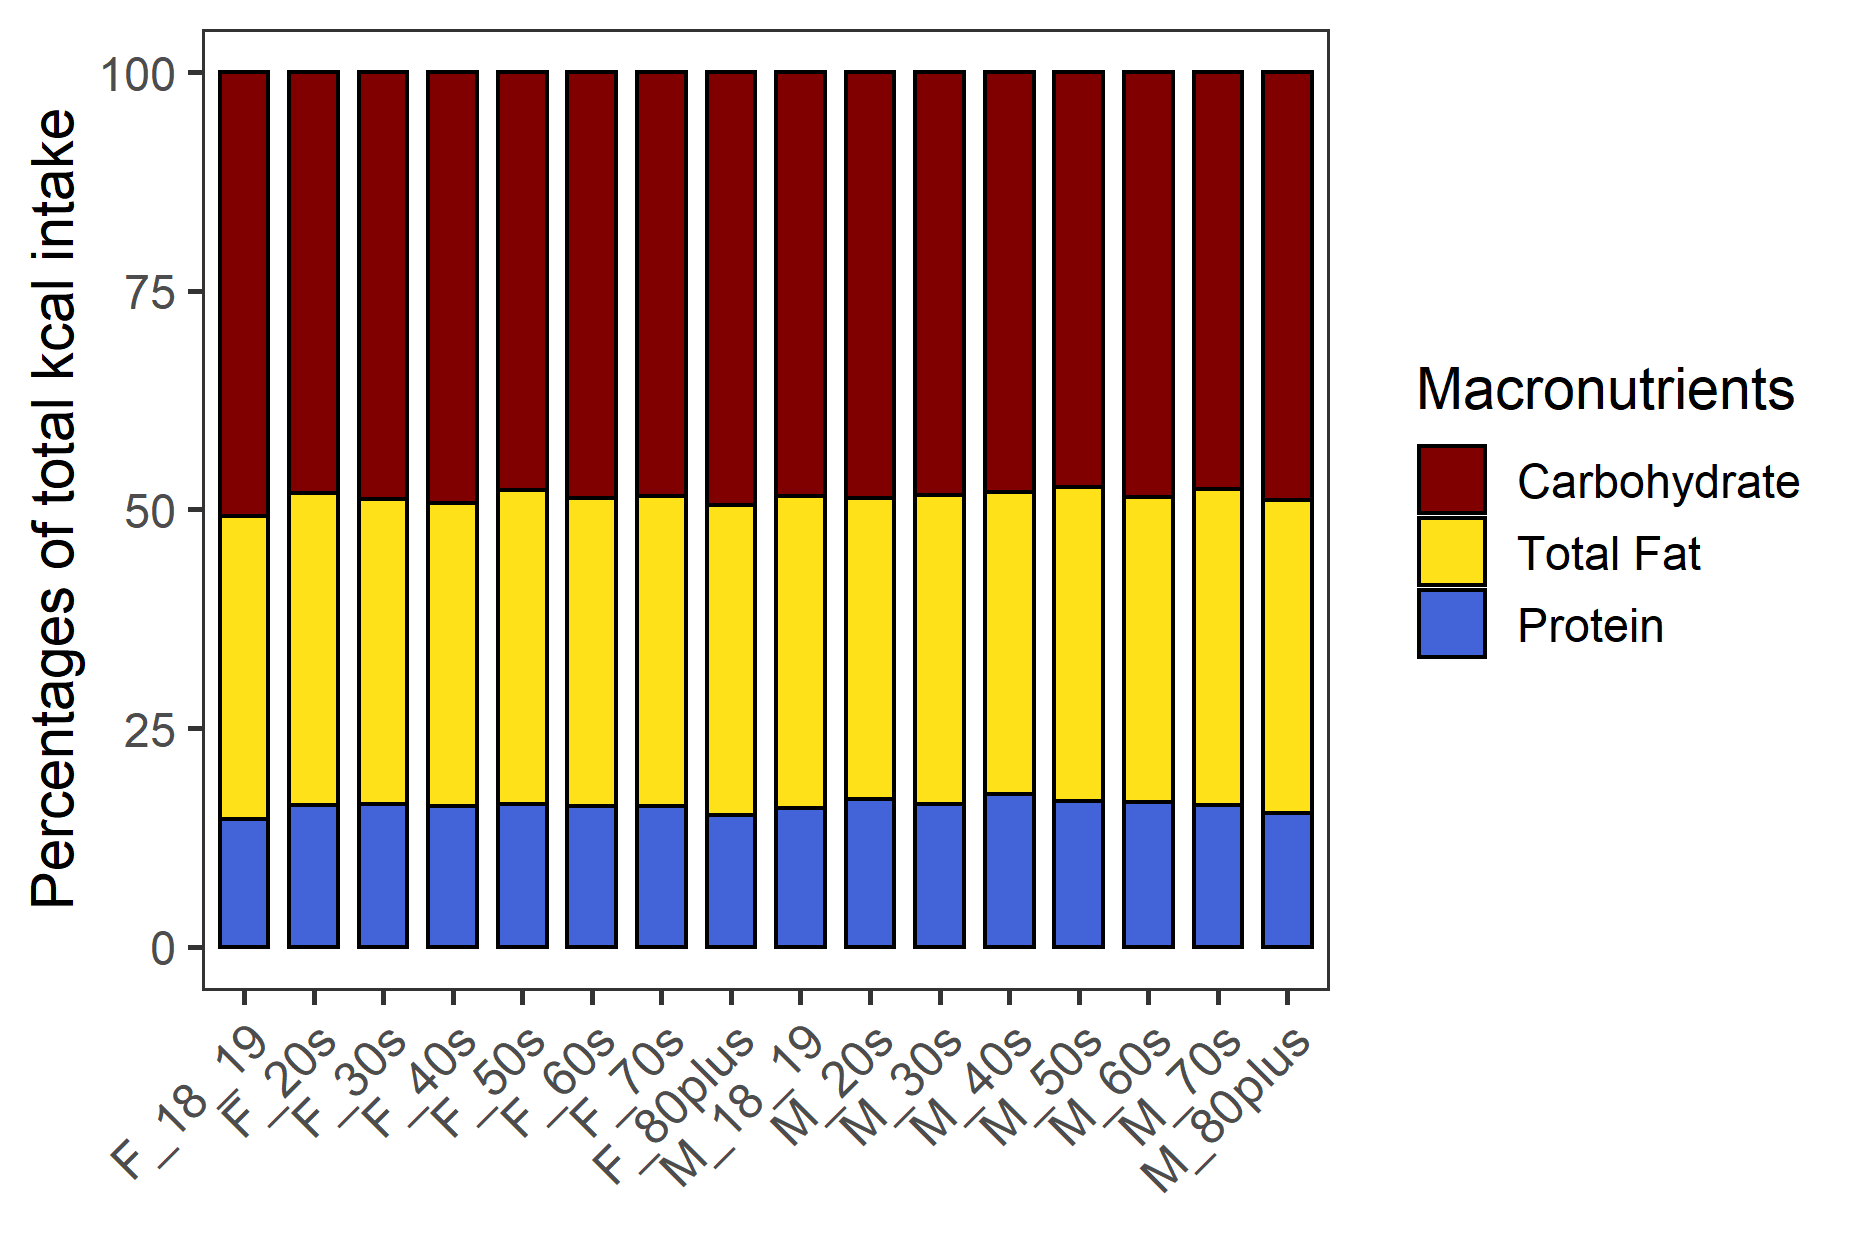 Percentages of total kcal intake
100
75
50
25
0
F_18_19
F_20s
F_30s
F_40s
F_50s
F_60s
F_70s
F_80plus
M_18_19
M_20s
M_30s
M_40s
M_50s
M_60s
M_70s
M_80plus
Macronutrients
Carbohydrate
Total Fat
Protein